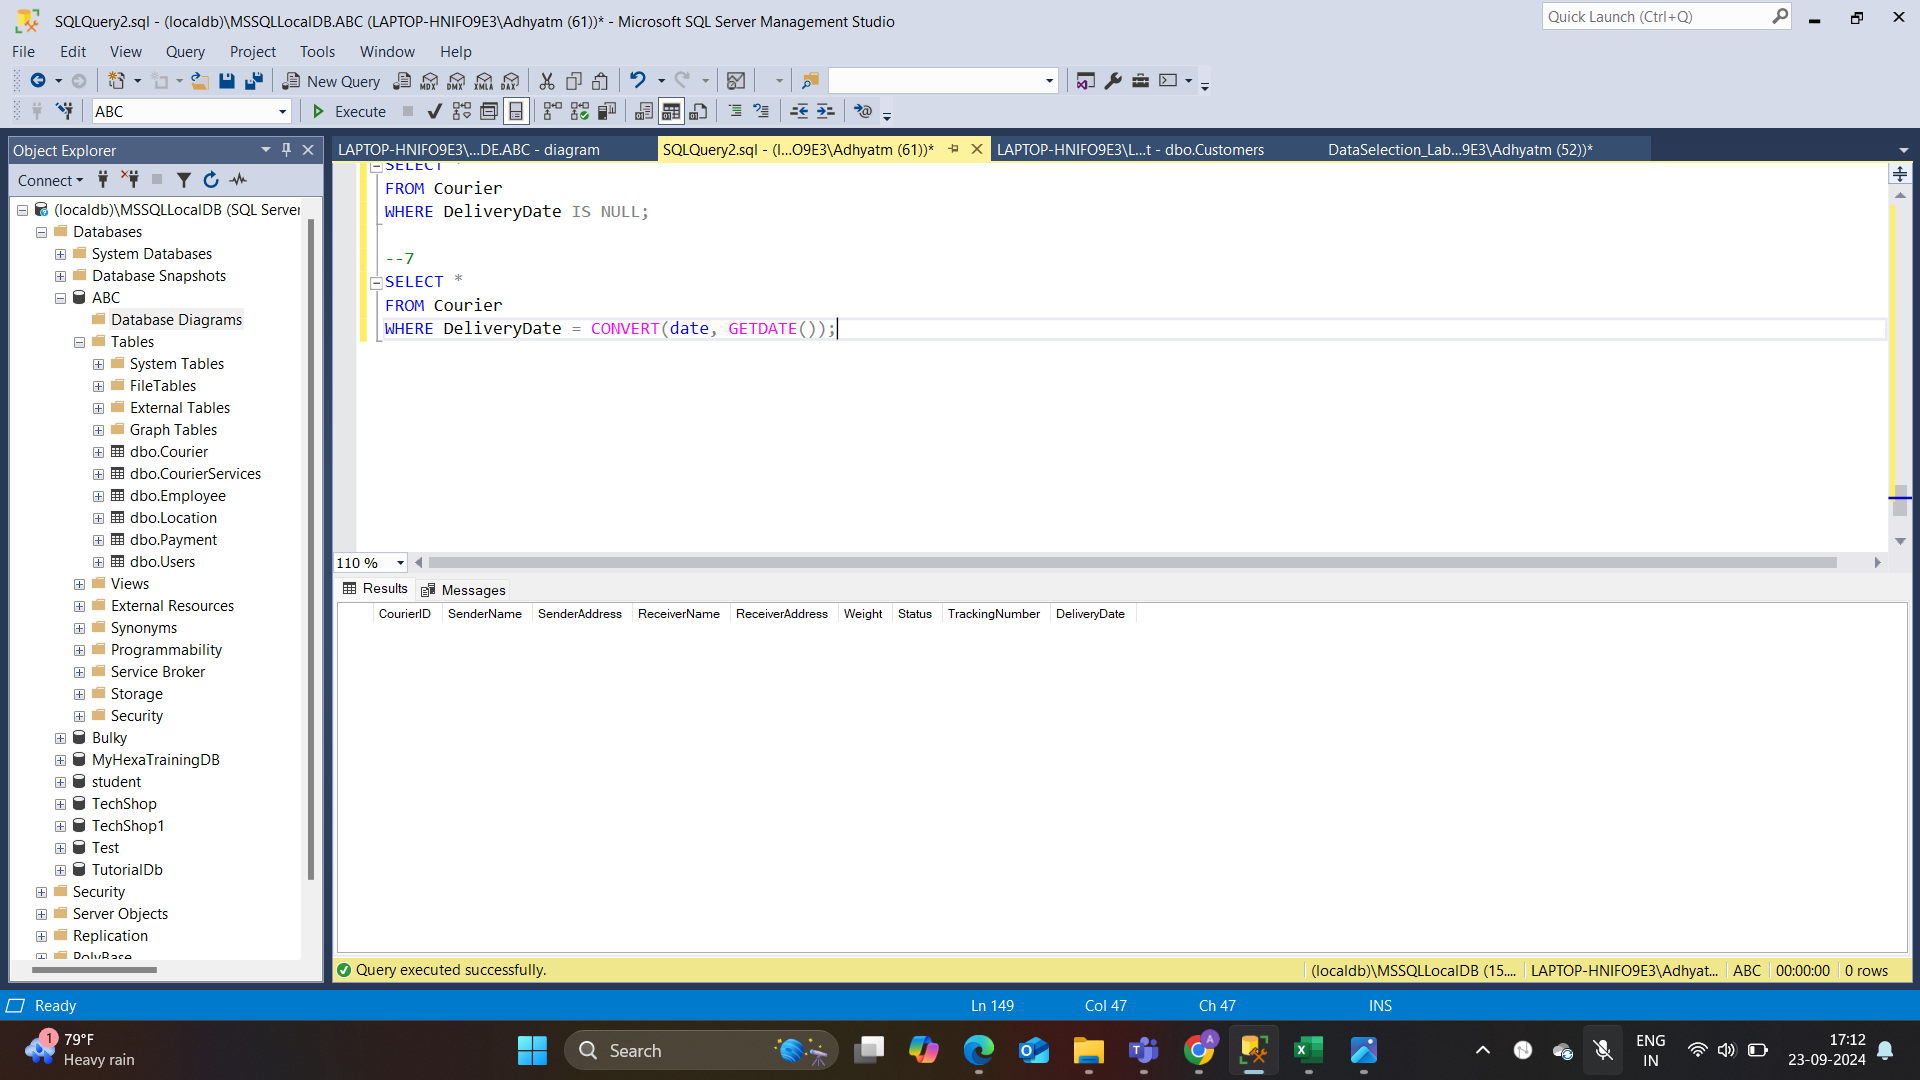 SQLQuery2.sql - (localdb)\MSSQLLocalDB.ABC (LAPTOP-HNIFO9E3\Adhyatm (61))* - Microsoft SQL Server Management Studio
Quick Launch (Ctrl+Q)
File Edit View Query Project Tools Window Help
New Query
MDX DMX XMLA DAX
ABC
Execute
Object Explorer
LAPTOP-HNIFO9E3\...DE.ABC - diagram
SQLQuery2.sql - (l...O9E3\Adhyatm (61))*
LAPTOP-HNIFO9E3\L...t - dbo.Customers
DataSelection_Lab...9E3\Adhyatm (52))*
Connect
(localdb)\MSSQLLocalDB (SQL Server
Databases
System Databases
Database Snapshots
ABC
Database Diagrams
Tables
System Tables
FileTables
External Tables
Graph Tables
dbo.Courier
dbo.CourierServices
dbo.Employee
dbo.Location
dbo.Payment
dbo.Users
Views
External Resources
Synonyms
Programmability
Service Broker
Storage
Security
Bulky
MyHexaTrainingDB
student
TechShop
TechShop1
Test
TutorialDb
Security
Server Objects
Replication
PolyBase
SELECT *
FROM Courier
WHERE DeliveryDate IS NULL;
--7
SELECT *
FROM Courier
WHERE DeliveryDate = CONVERT(date, GETDATE());
110 %
Results Messages
CourierID SenderName SenderAddress ReceiverName ReceiverAddress Weight Status TrackingNumber DeliveryDate
Query executed successfully.
(localdb)\MSSQLLocalDB (15.... LAPTOP-HNIFO9E3\Adhyat... ABC 00:00:00 0 rows
Ready
Ln 149 Col 47 Ch 47 INS
1
79°F
Heavy rain
Search
A
ENG
IN
17:12
23-09-2024